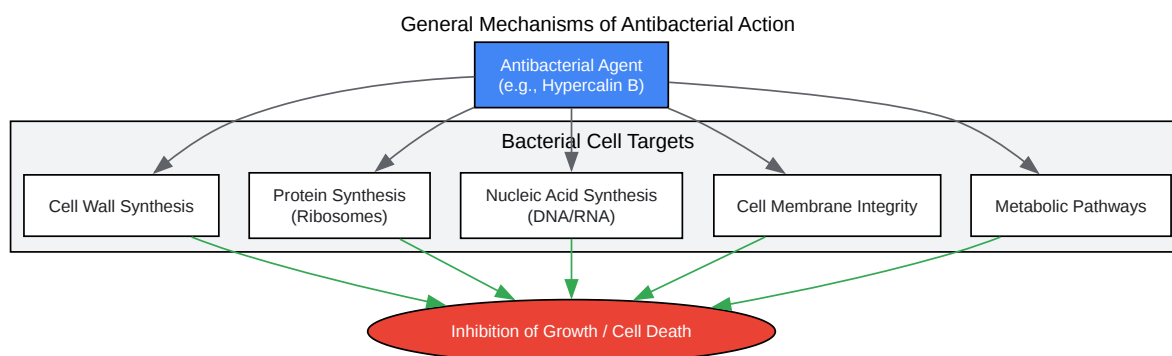 General Mechanisms of Antibacterial Action
Antibacterial Agent
(e.g., Hypercalin B)
Bacterial Cell Targets
Cell Wall Synthesis
Protein Synthesis
(Ribosomes)
Nucleic Acid Synthesis
(DNA/RNA)
Cell Membrane Integrity
Metabolic Pathways
Inhibition of Growth / Cell Death